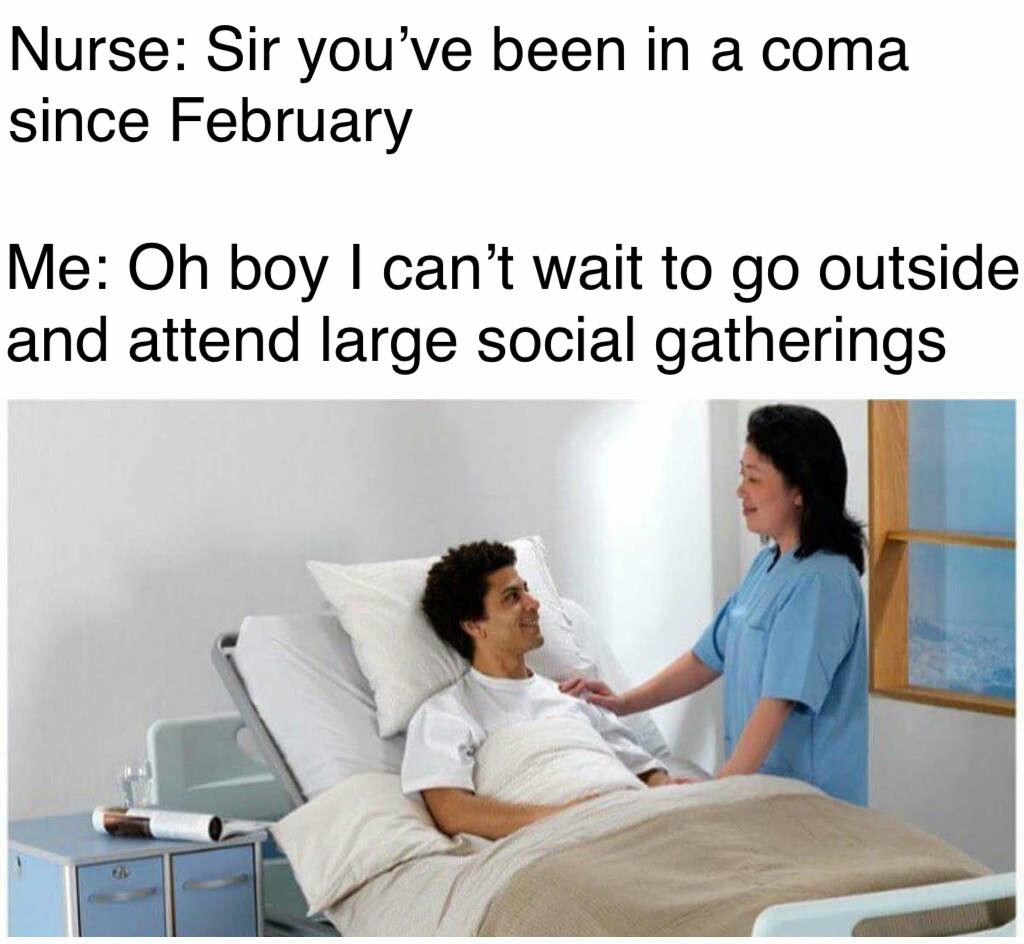 Nurse: Sir you’ve been in a coma
since February
Me: Oh boy I can’t wait to go outside
and attend large social gatherings